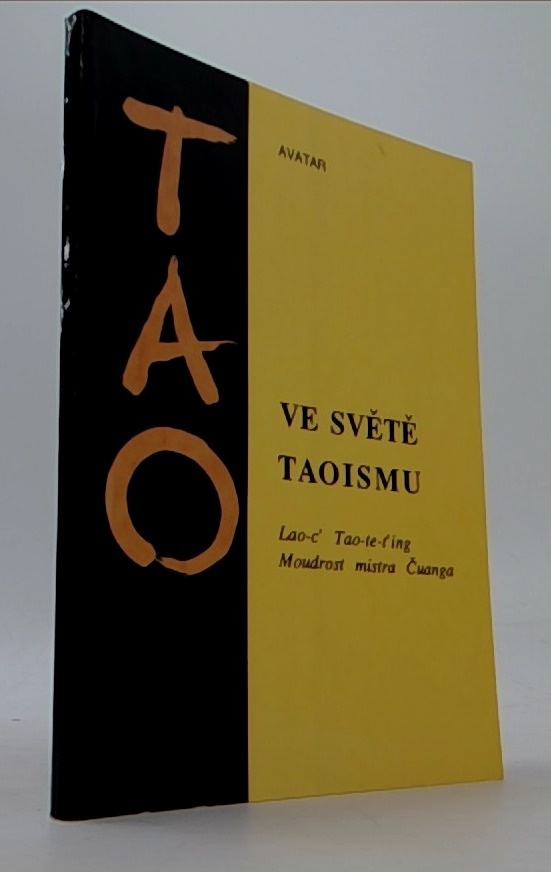 TAO
AVATAR
VE SVĚTĚ
TAOISMU
Lao-c' Tao-te-ťing
Moudrost mistra Čuanga